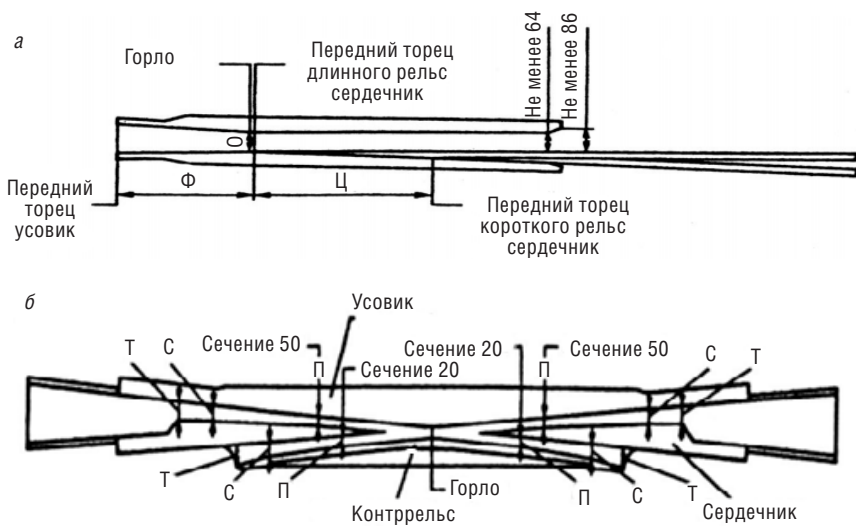 а
Горло
Передний торец
длинного рельс
сердечник
Не менее 64
Не менее 86
О
Ф
Ц
Передний
торец
усовик
Передний торец
короткого рельс
сердечник
б
Усовик
Т
С
Сечение 50
П
Сечение 20
Сечение 20
П
Сечение 50
С
Т
Т
С
П
Контррельс
Горло
П
С
Т
Сердечник